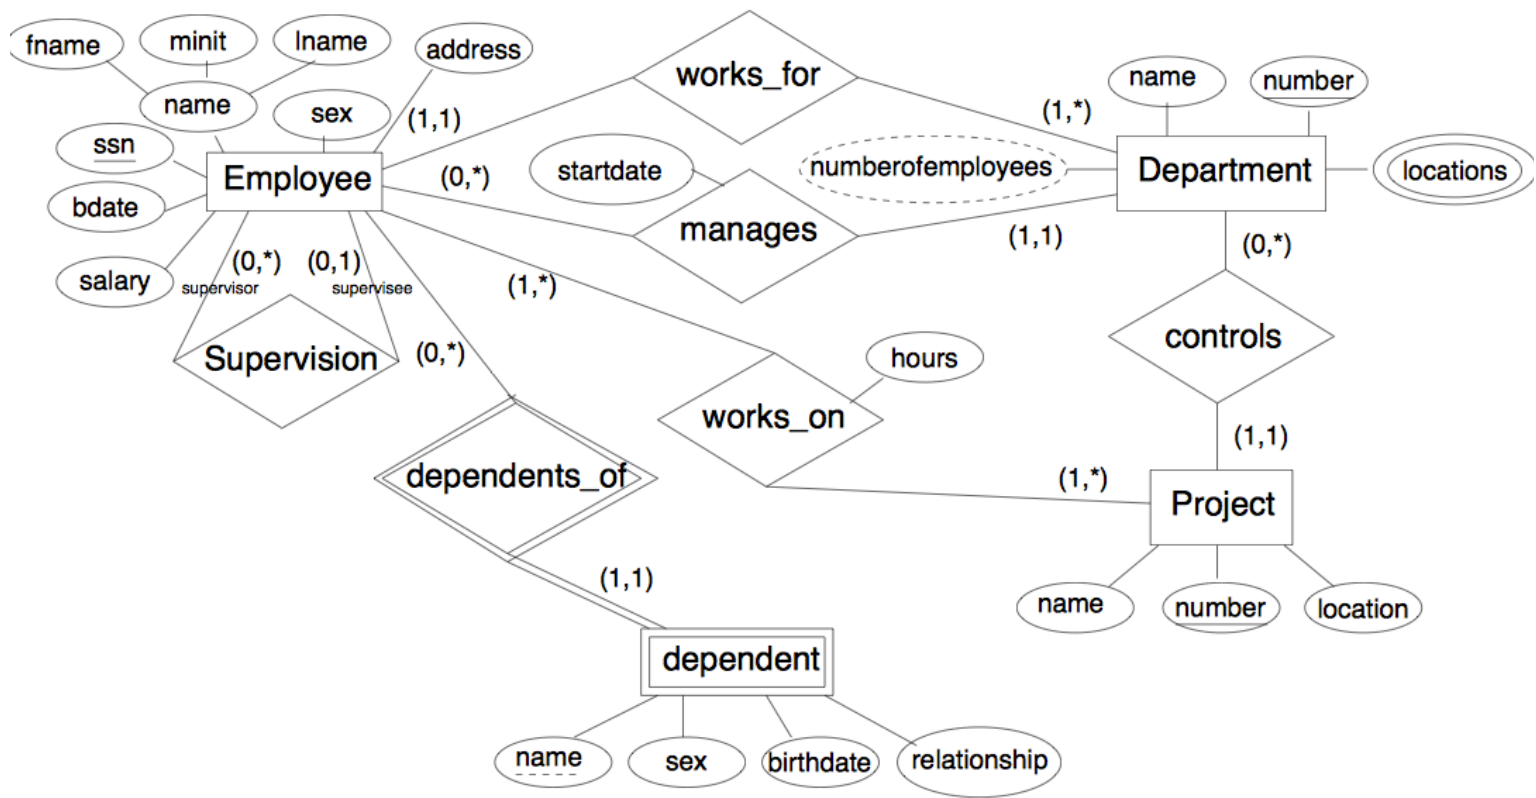 fname
minit
lname
address
name
sex
ssn
bdate
salary
Employee
(1,1)
works_for
(1,*)
name
number
Department
locations
numberofemployees
startdate
(0,*)
manages
(1,1)
(0,*)
supervisor
(0,1)
supervisee
Supervision
(0,*)
(1,*)
(0,*)
controls
(1,1)
hours
works_on
(1,*)
Project
name
number
location
dependents_of
(1,1)
dependent
name
sex
birthdate
relationship